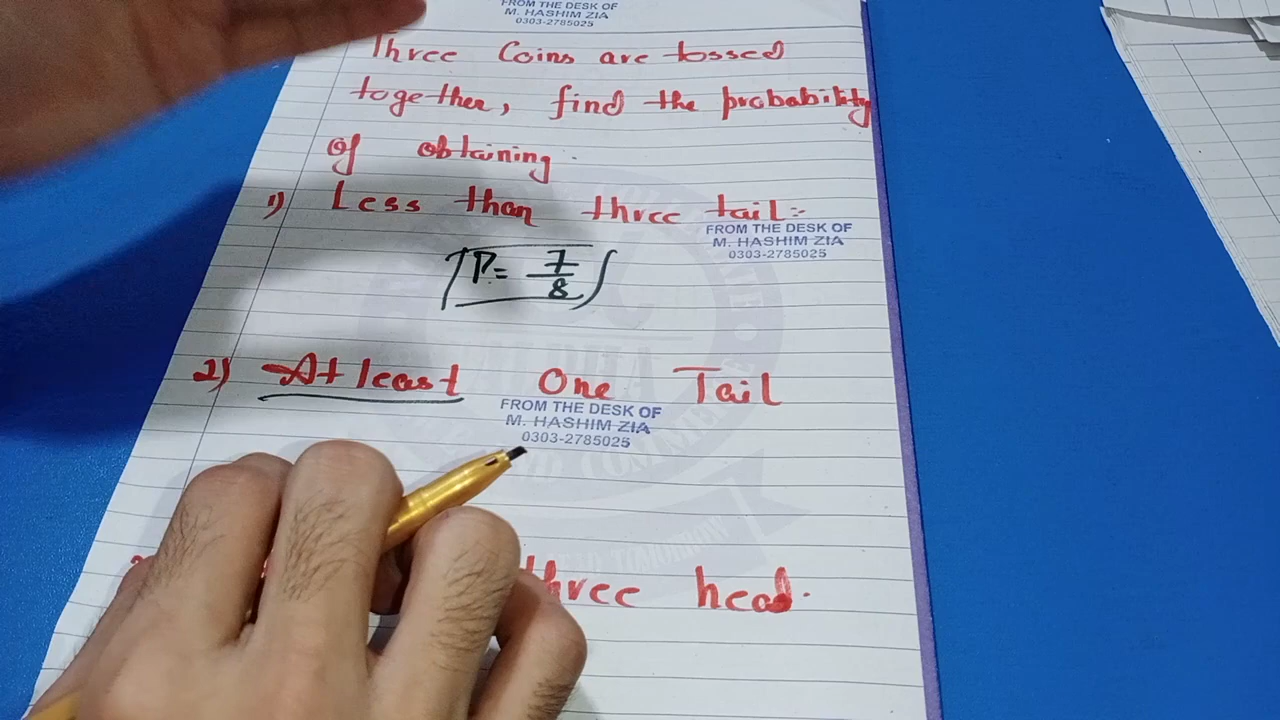 FROM THE DESK OF
M. HASHIM ZIA
0303-2785025
Three Coins are tossed
together, find the probability
of obtaining.
1) Less than three tail:-
FROM THE DESK OF
M. HASHIM ZIA
0303-2785025
P = 7/8
2) Atleast One Tail
FROM THE DESK OF
M. HASHIM ZIA
0303-2785025
three head.